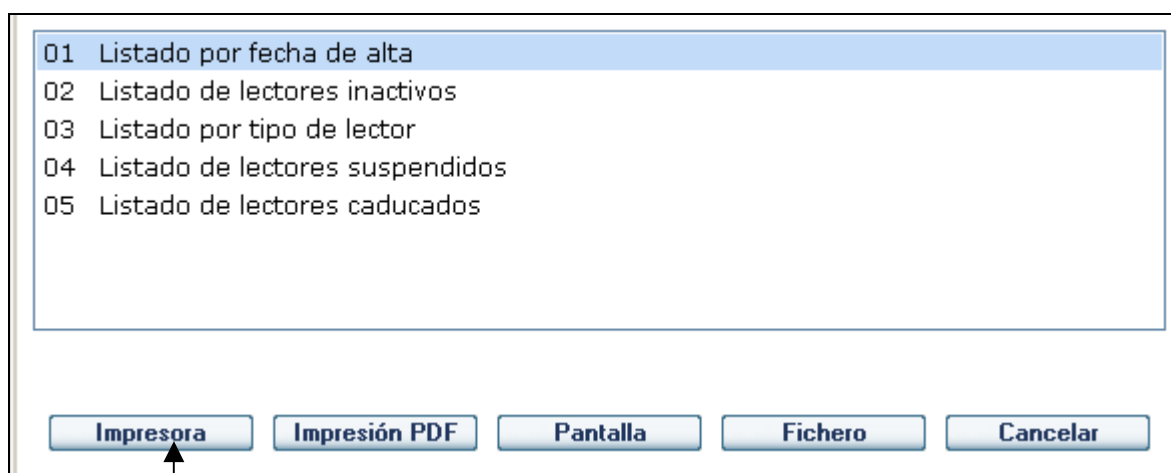 01 Listado por fecha de alta
02 Listado de lectores inactivos
03 Listado por tipo de lector
04 Listado de lectores suspendidos
05 Listado de lectores caducados
Impresora Impresión PDF Pantalla Fichero Cancelar